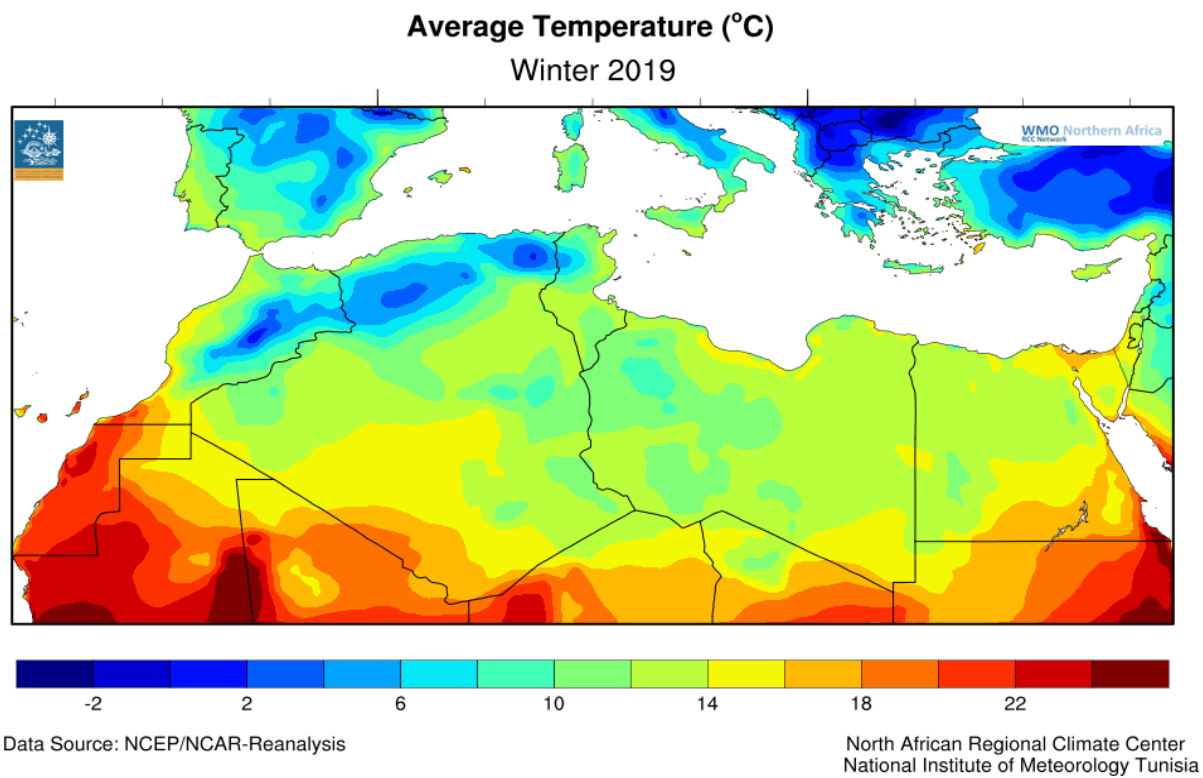 Average Temperature (°C)
Winter 2019
WMO Northern Africa
RCC Network
-2 2 6 10 14 18 22
Data Source: NCEP/NCAR-Reanalysis
North African Regional Climate Center
National Institute of Meteorology Tunisia